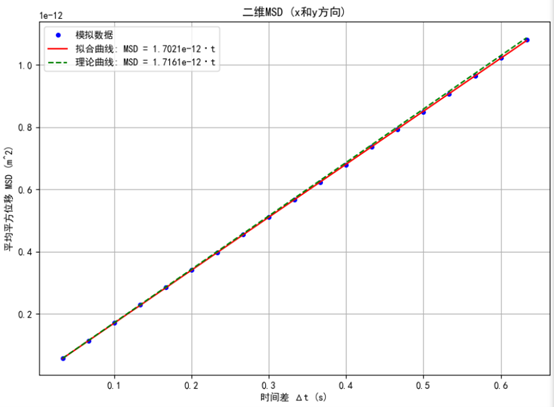 二维MSD (x和y方向)
1e-12
模拟数据
拟合曲线: MSD = 1.7021e-12·t
理论曲线: MSD = 1.7161e-12·t
平均平方位移 MSD (m^2)
1.0
0.8
0.6
0.4
0.2
0.1 0.2 0.3 0.4 0.5 0.6
时间差 Δt (s)